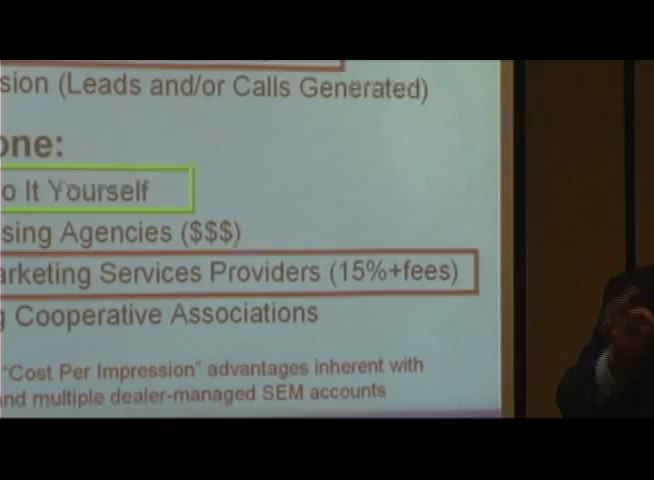 sion (Leads and/or Calls Generated)
one:
o It Yourself
sing Agencies ($$$)
arketing Services Providers (15%+fees)
g Cooperative Associations
"Cost Per Impression" advantages inherent with
nd multiple dealer-managed SEM accounts